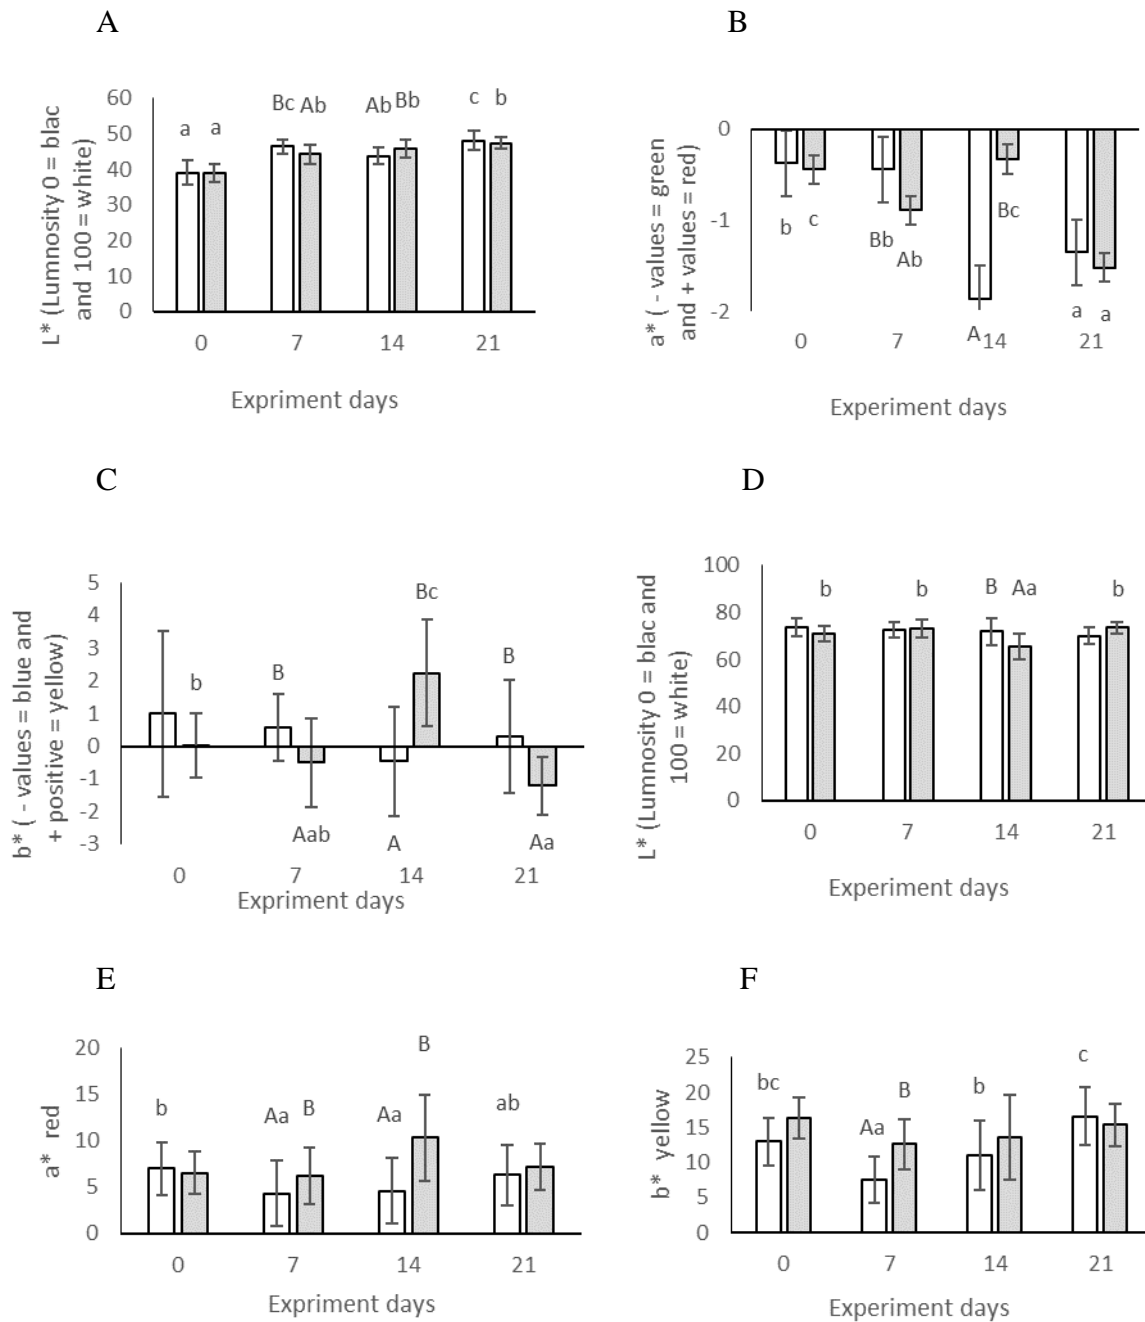 A
L* (Lumnosity 0 = blac
and 100 = white)
60
50
40
30
20
10
0
a
a
Bc
Ab
Ab
Bb
c
b
0
7
14
21
Expriment days
B
a* ( - values = green
and + values = red)
0
-1
-2
b
c
Bb
Ab
A
Bc
a
a
0
7
14
21
Experiment days
C
b* ( - values = blue and
+ positive = yellow)
5
4
3
2
1
0
-1
-2
-3
b
B
Aab
A
Bc
B
Aa
0
7
14
21
Expriment days
D
L* (Lumnosity 0 = blac and
100 = white)
100
80
60
40
20
0
b
b
B
Aa
b
0
7
14
21
Experiment days
E
a* red
20
15
10
5
0
b
Aa
B
Aa
B
ab
0
7
14
21
Expriment days
F
b* yellow
25
20
15
10
5
0
bc
Aa
B
b
c
0
7
14
21
Experiment days